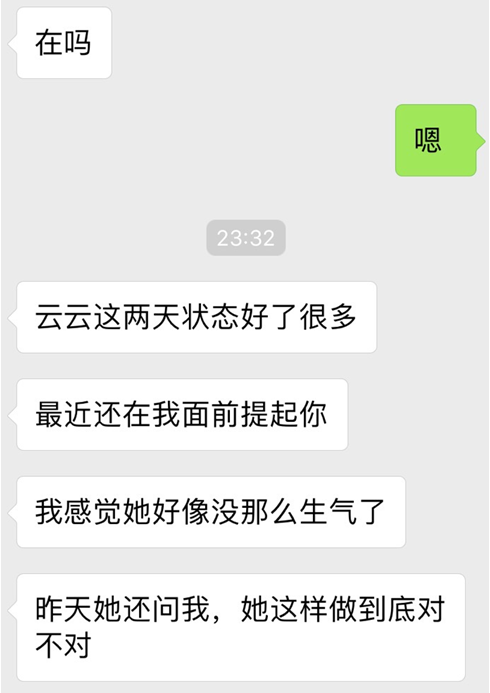 在吗
嗯
23:32
云云这两天状态好了很多
最近还在我面前提起你
我感觉她好像没那么生气了
昨天她还问我，她这样做到底对
不对